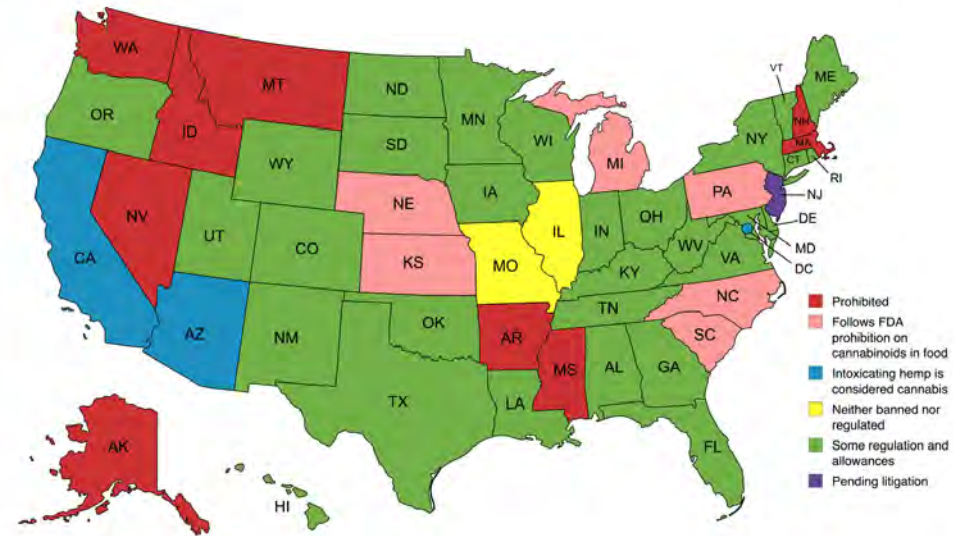 WA
MT
ND
MN
VT
ME
OR
ID
WY
SD
WI
MI
NY
NH
MA
CT
RI
NV
UT
CO
NE
IA
IL
IN
OH
PA
NJ
DE
MD
DC
CA
AZ
NM
KS
MO
KY
WV
VA
OK
AR
TN
NC
SC
TX
LA
MS
AL
GA
FL
AK
HI
Prohibited
Follows FDA
prohibition on
cannabinoids in food
Intoxicating hemp is
considered cannabis
Neither banned nor
regulated
Some regulation and
allowances
Pending litigation